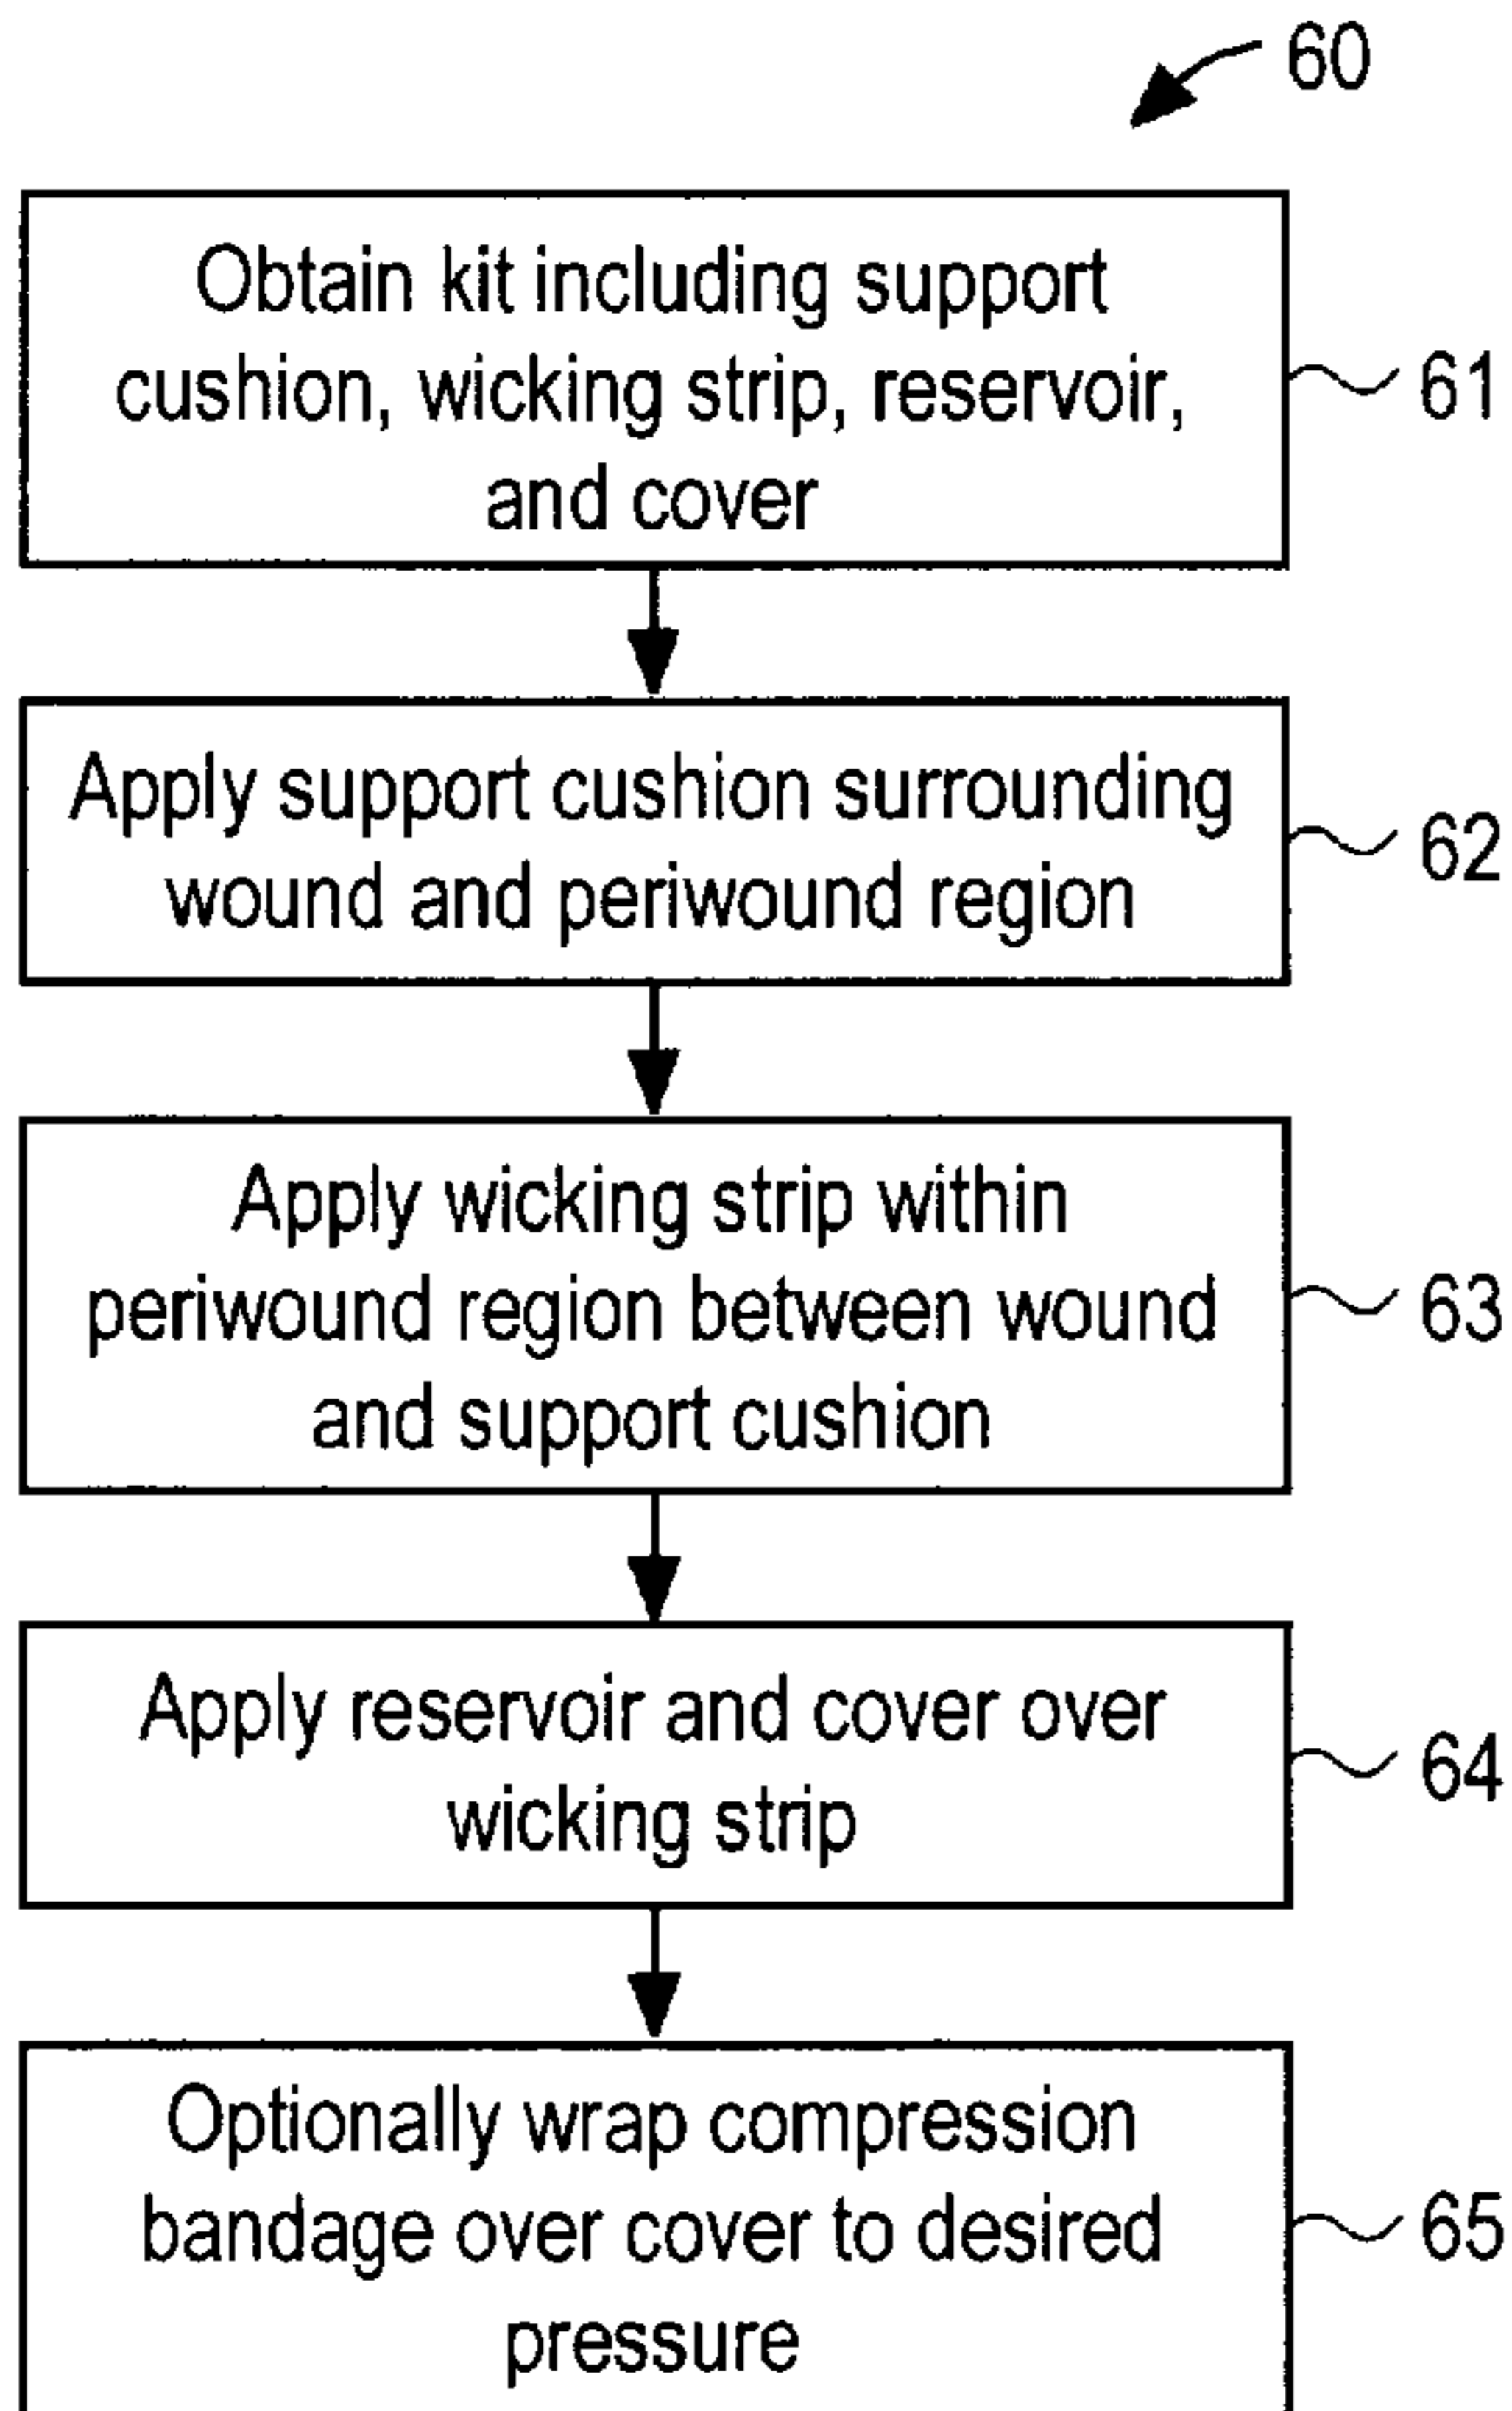 60
Obtain kit including support
cushion, wicking strip, reservoir,
and cover
61
Apply support cushion surrounding
wound and periwound region
62
Apply wicking strip within
periwound region between wound
and support cushion
63
Apply reservoir and cover over
wicking strip
64
Optionally wrap compression
bandage over cover to desired
pressure
65